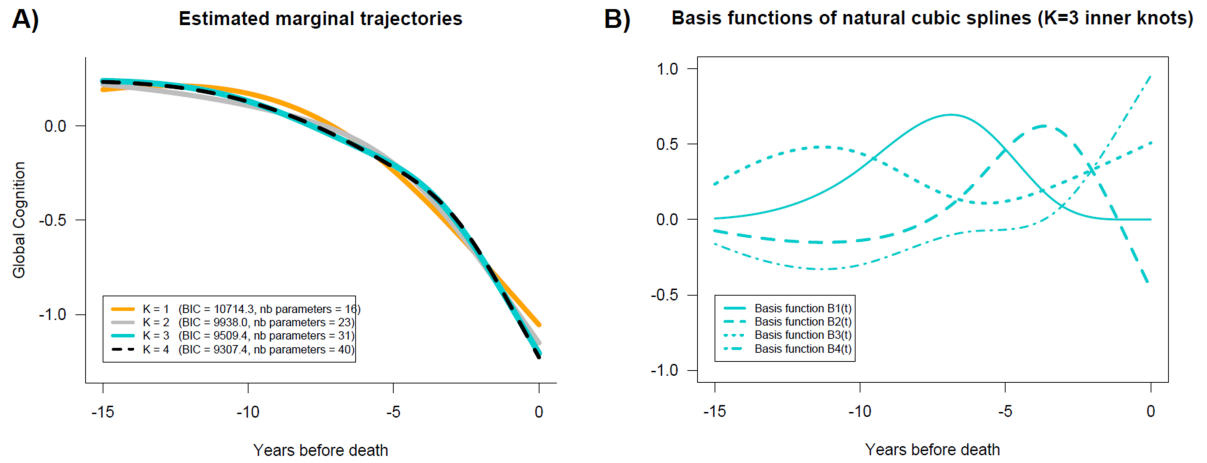 A)
Estimated marginal trajectories
0.0
-0.5
-1.0
Global Cognition
K = 1 (BIC = 10714.3, nb parameters = 16)
K = 2 (BIC = 9938.0, nb parameters = 23)
K = 3 (BIC = 9509.4, nb parameters = 31)
K = 4 (BIC = 9307.4, nb parameters = 40)
-15 -10 -5 0
Years before death
B)
Basis functions of natural cubic splines (K=3 inner knots)
1.0
0.5
0.0
-0.5
-1.0
Basis function B1(t)
Basis function B2(t)
Basis function B3(t)
Basis function B4(t)
-15 -10 -5 0
Years before death